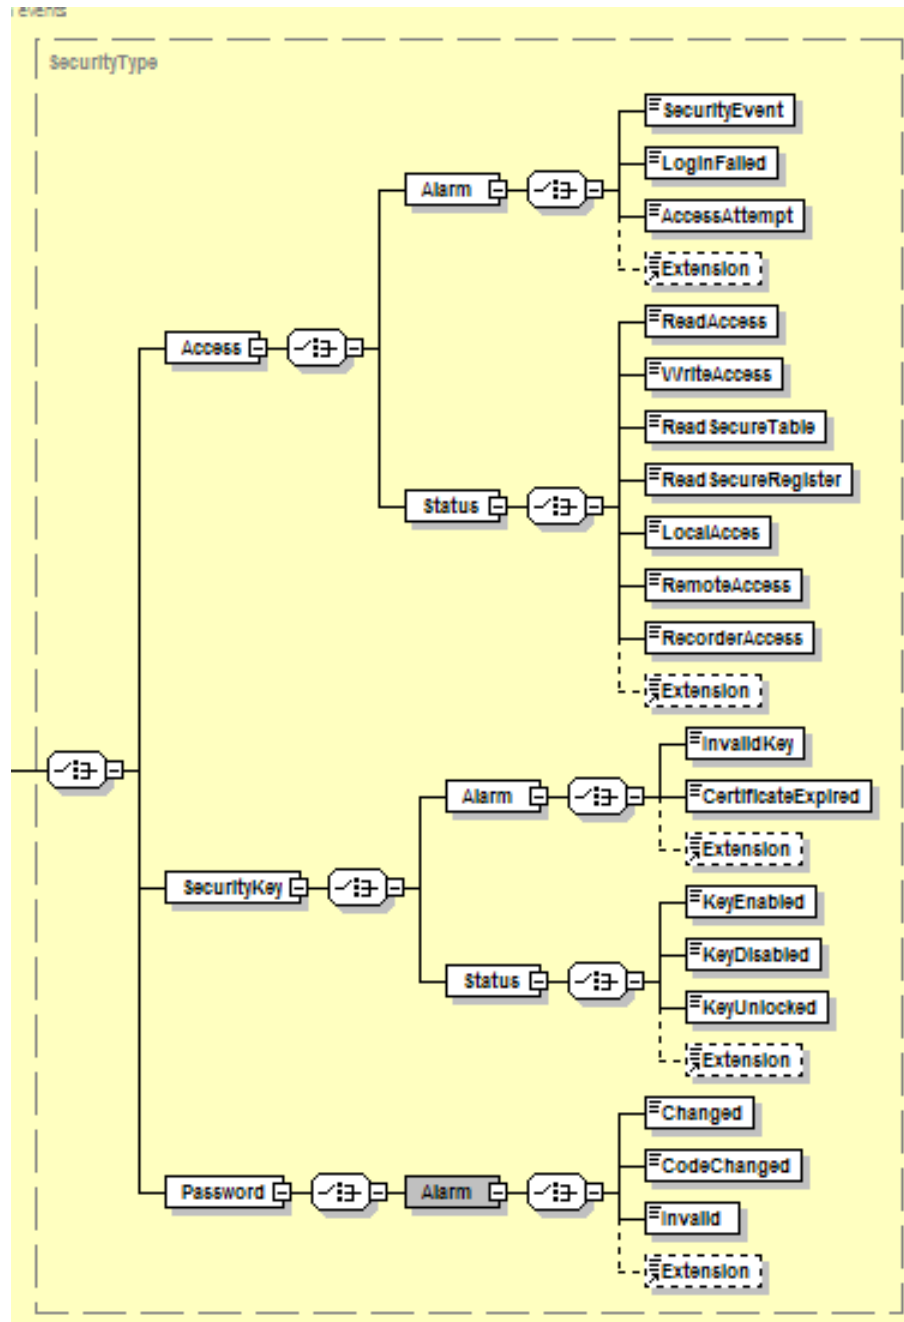 events
SecurityType
SecurityEvent
LoginFailed
Alarm
AccessAttempt
Extension
ReadAccess
Access
WriteAccess
ReadSecureTable
ReadSecureRegister
Status
LocalAcces
RemoteAccess
RecorderAccess
Extension
InvalidKey
Alarm
CertificateExpired
Extension
SecurityKey
KeyEnabled
KeyDisabled
Status
KeyUnlocked
Extension
Changed
CodeChanged
Password
Alarm
Invalid
Extension